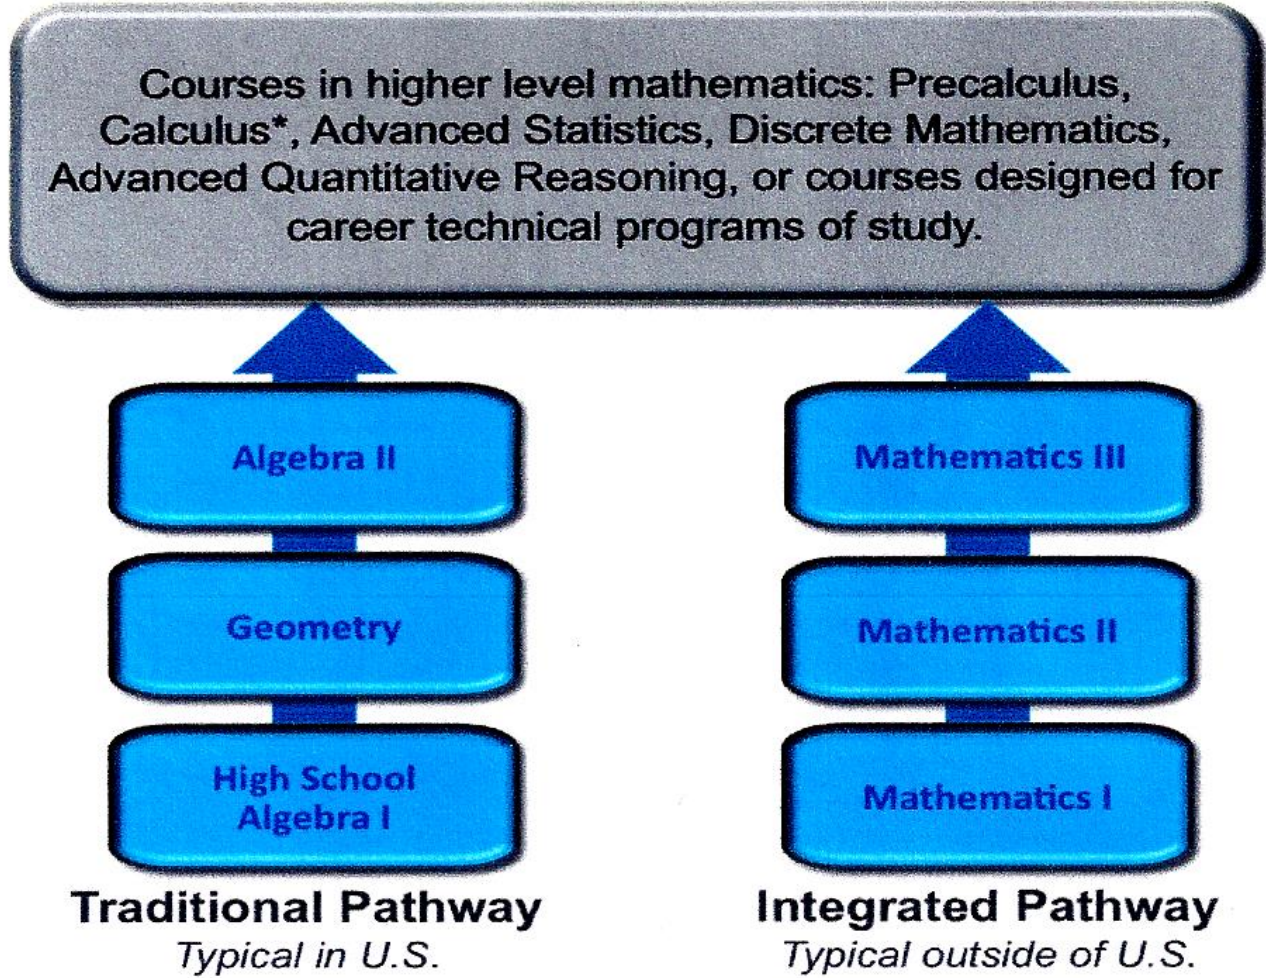 Courses in higher level mathematics: Precalculus,
Calculus*, Advanced Statistics, Discrete Mathematics,
Advanced Quantitative Reasoning, or courses designed for
career technical programs of study.
Algebra II
Geometry
High School
Algebra I
Traditional Pathway
Typical in U.S.
Mathematics III
Mathematics II
Mathematics I
Integrated Pathway
Typical outside of U.S.